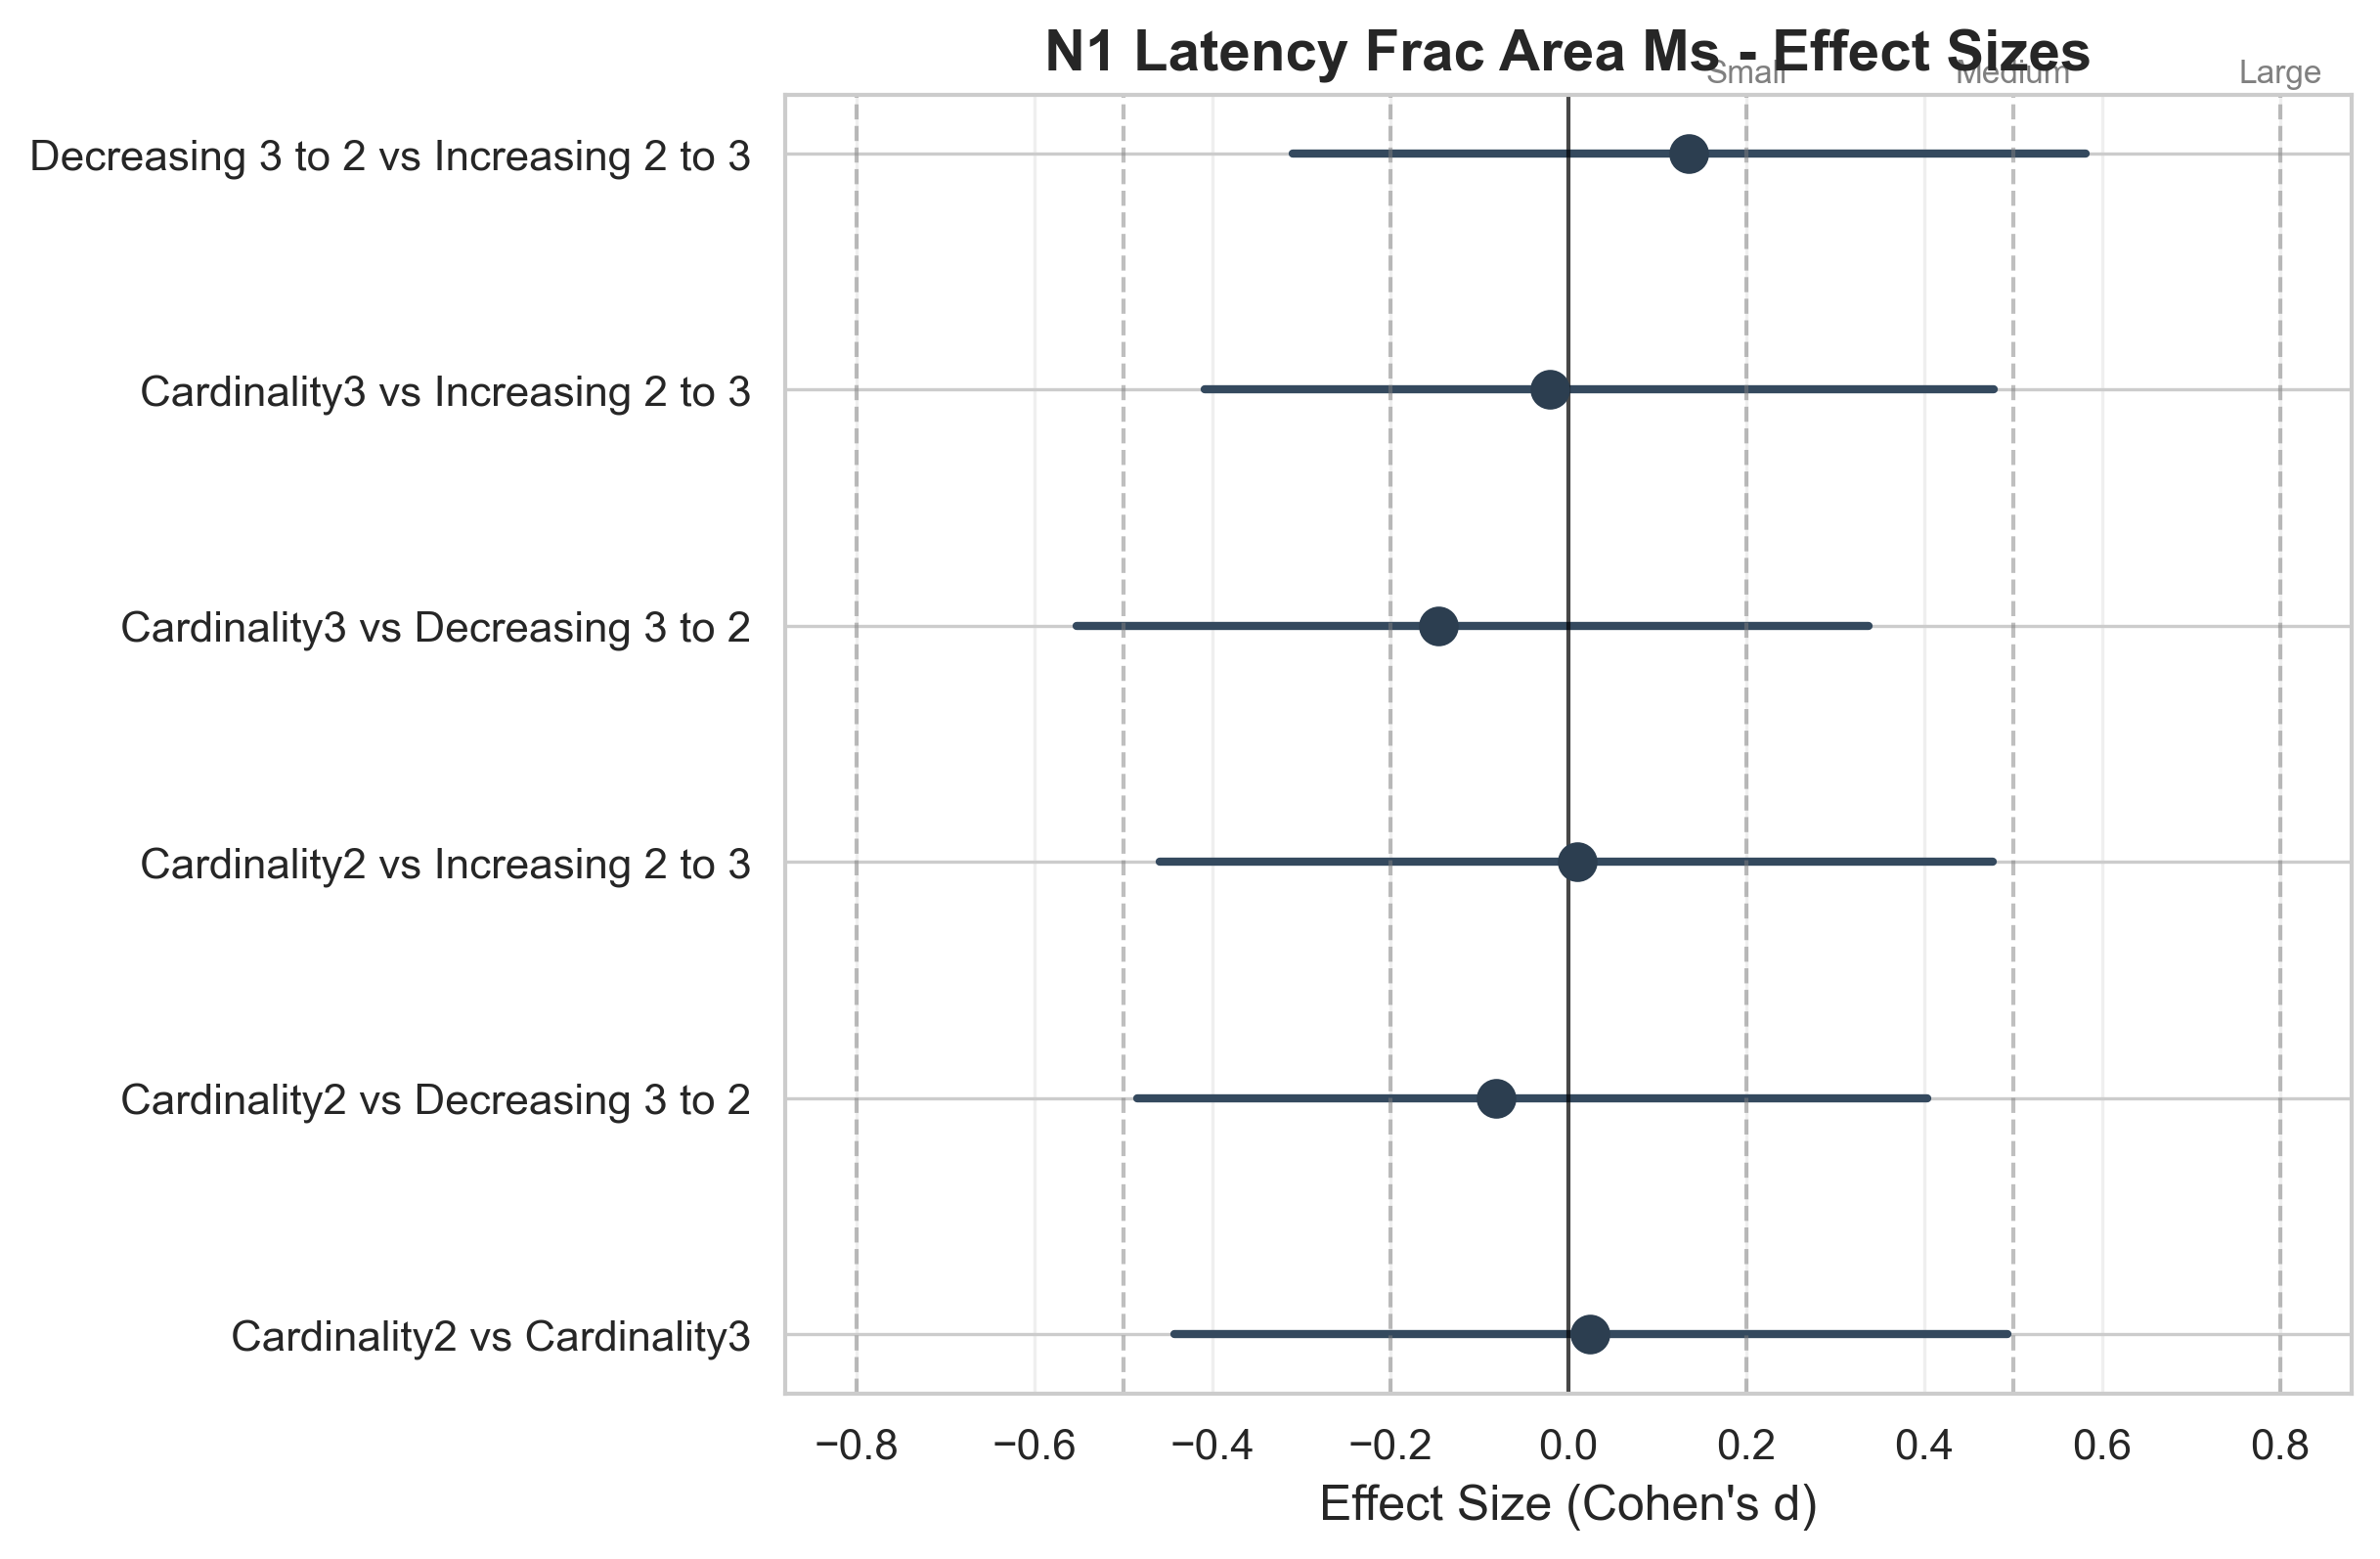 N1 Latency Frac Area Ms - Effect Sizes
Small Medium Large
Decreasing 3 to 2 vs Increasing 2 to 3
Cardinality3 vs Increasing 2 to 3
Cardinality3 vs Decreasing 3 to 2
Cardinality2 vs Increasing 2 to 3
Cardinality2 vs Decreasing 3 to 2
Cardinality2 vs Cardinality3
−0.8 −0.6 −0.4 −0.2 0.0 0.2 0.4 0.6 0.8
Effect Size (Cohen's d)